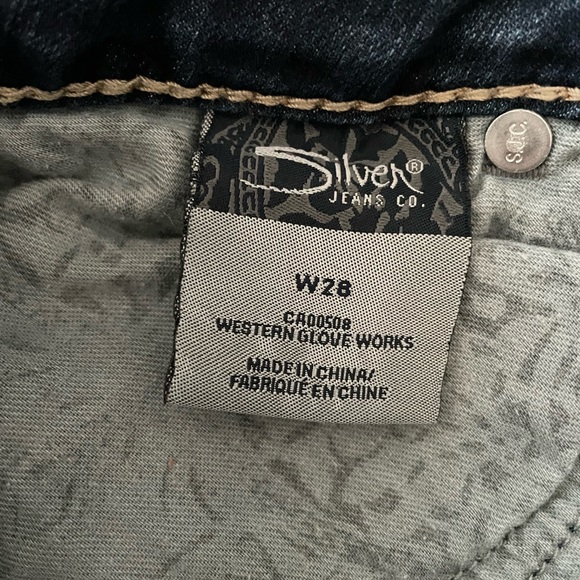 Silver®
JEANS CO.
S.J.C.
W28
CA00508
WESTERN GLOVE WORKS
MADE IN CHINA/
FABRIQUÉ EN CHINE